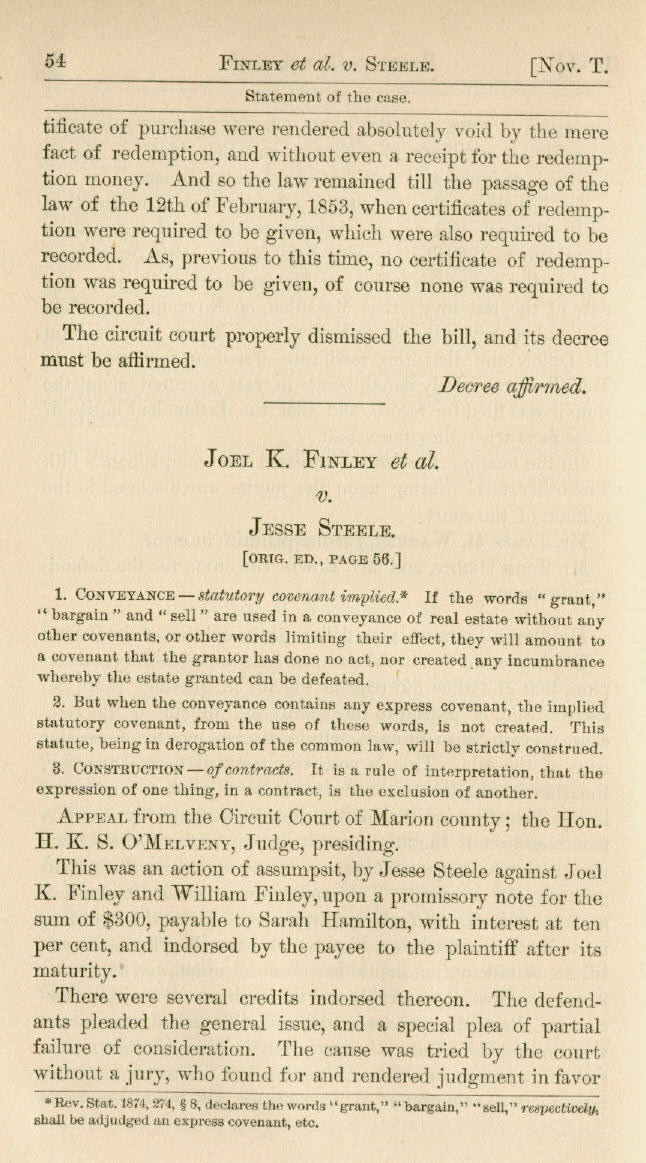 54 FINLEY et al. v. STEELE. [NOV. T.
Statement of the case.
tificate of purchase were rendered absolutely void by the mere
fact of redemption, and without even a receipt for the redemp-
tion money. And so the law remained till the passage of the
law of the 12th of February, 1853, when certificates of redemp-
tion were required to be given, which were also required to be
recorded. As, previous to this time, no certificate of redemp-
tion was required to be given, of course none was required to
be recorded.
The circuit court properly dismissed the bill, and its decree
must be affirmed.
Decree affirmed.
JOEL K. FINLEY et al.
v.
JESSE STEELE.
[ORIG. ED., PAGE 56.]
1. CONVEYANCE — statutory covenant implied.* If the words "grant,"
"bargain" and "sell" are used in a conveyance of real estate without any
other covenants, or other words limiting their effect, they will amount to
a covenant that the grantor has done no act, nor created any incumbrance
whereby the estate granted can be defeated.
2. But when the conveyance contains any express covenant, the implied
statutory covenant, from the use of these words, is not created. This
statute, being in derogation of the common law, will be strictly construed.
3. CONSTRUCTION — of contracts. It is a rule of interpretation, that the
expression of one thing, in a contract, is the exclusion of another.
APPEAL from the Circuit Court of Marion county; the Hon.
H. K. S. O'MELVENY, Judge, presiding.
This was an action of assumpsit, by Jesse Steele against Joel
K. Finley and William Finley, upon a promissory note for the
sum of $300, payable to Sarah Hamilton, with interest at ten
per cent, and indorsed by the payee to the plaintiff after its
maturity.
There were several credits indorsed thereon. The defend-
ants pleaded the general issue, and a special plea of partial
failure of consideration. The cause was tried by the court
without a jury, who found for and rendered judgment in favor
* Rev. Stat. 1874, 274, § 8, declares the words "grant," "bargain," "sell," respectively,
shall be adjudged an express covenant, etc.